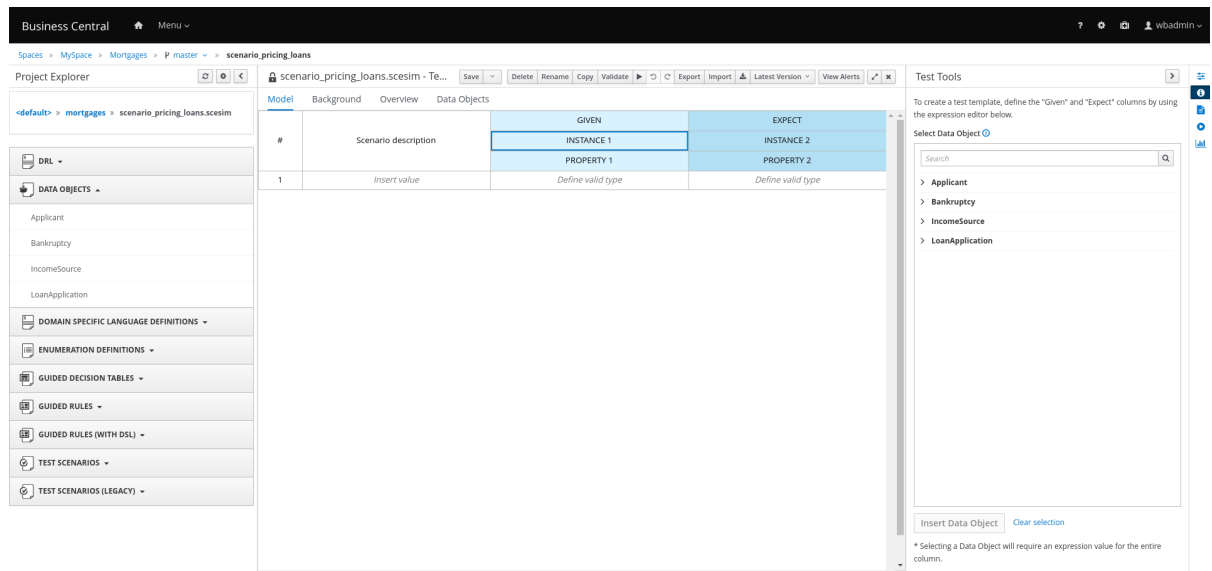 Business Central
Menu
?
wbadmin
Spaces » MySpace » Mortgages » master » scenario_pricing_loans
Project Explorer
<default> » mortgages » scenario_pricing_loans.scesim
DRL
DATA OBJECTS
Applicant
Bankruptcy
IncomeSource
LoanApplication
DOMAIN SPECIFIC LANGUAGE DEFINITIONS
ENUMERATION DEFINITIONS
GUIDED DECISION TABLES
GUIDED RULES
GUIDED RULES (WITH DSL)
TEST SCENARIOS
TEST SCENARIOS (LEGACY)
scenario_pricing_loans.scesim - Te...
Save Delete Rename Copy Validate Export Import Latest Version View Alerts
Model Background Overview Data Objects
GIVEN EXPECT
# Scenario description INSTANCE 1 INSTANCE 2
PROPERTY 1 PROPERTY 2
1 Insert value Define valid type Define valid type
Test Tools
To create a test template, define the "Given" and "Expect" columns by using
the expression editor below.
Select Data Object
Search
Applicant
Bankruptcy
IncomeSource
LoanApplication
Insert Data Object Clear selection
* Selecting a Data Object will require an expression value for the entire
column.